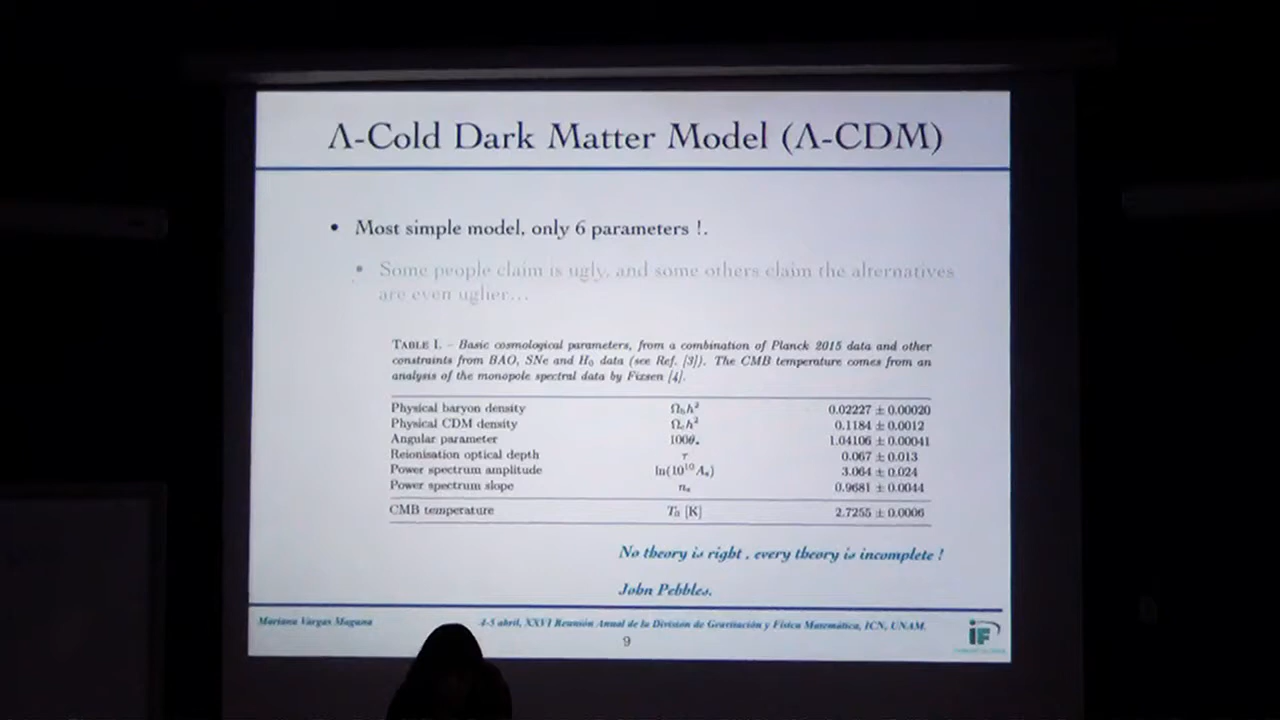 Λ-Cold Dark Matter Model (Λ-CDM)
• Most simple model, only 6 parameters !.
• Some people claim is ugly, and some others claim the alternatives
are even uglier...
TABLE I. – Basic cosmological parameters, from a combination of Planck 2015 data and other
constraints from BAO, SNe and H₀ data (see Ref. [3]). The CMB temperature comes from an
analysis of the monopole spectral data by Fixsen [4].
Physical baryon density Ω_b h² 0.02227 ± 0.00020
Physical CDM density Ω_c h² 0.1184 ± 0.0012
Angular parameter 100θ* 1.04106 ± 0.00041
Reionisation optical depth τ 0.067 ± 0.013
Power spectrum amplitude ln(10¹⁰ A_s) 3.064 ± 0.024
Power spectrum slope n_s 0.9681 ± 0.0044
CMB temperature T₀ [K] 2.7255 ± 0.0006
No theory is right , every theory is incomplete !
John Pebbles.
Mariana Vargas Magana
4-5 abril, XXVI Reunión Anual de la División de Gravitación y Física Matemática, ICN, UNAM.
9
iF